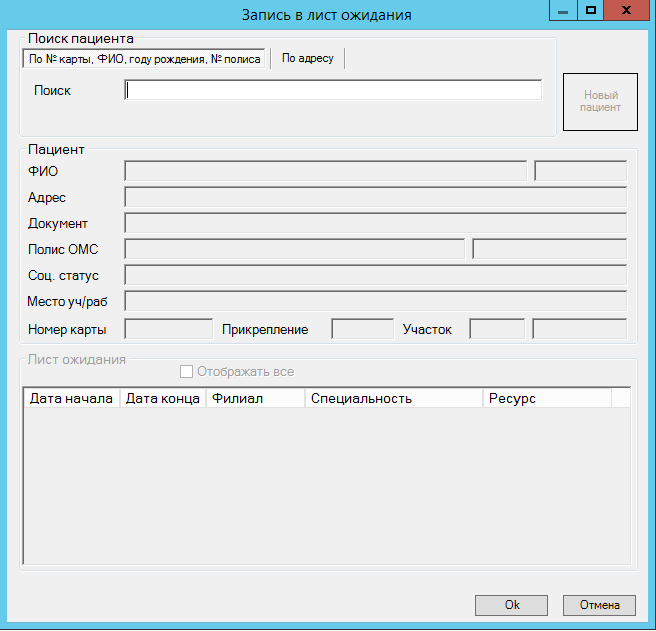 Запись в лист ожидания
Поиск пациента
По № карты, ФИО, году рождения, № полиса
По адресу
Поиск
Новый
пациент
Пациент
ФИО
Адрес
Документ
Полис ОМС
Соц. статус
Место уч/раб
Номер карты Прикрепление Участок
Лист ожидания
Отображать все
Дата начала Дата конца Филиал Специальность Ресурс
Ok Отмена